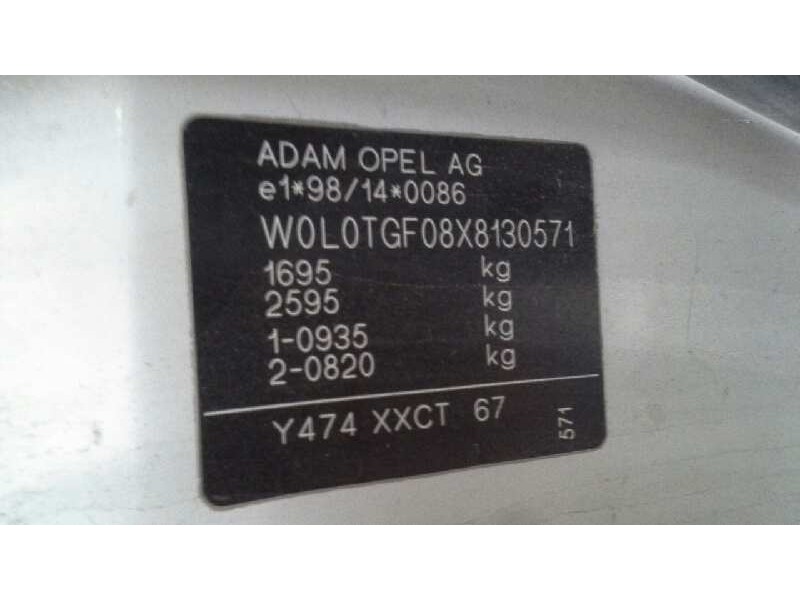 ADAM OPEL AG
e1*98/14*0086
W0L0TGF08X8130571
1695 kg
2595 kg
1-0935 kg
2-0820 kg
Y474 XXCT 67
571